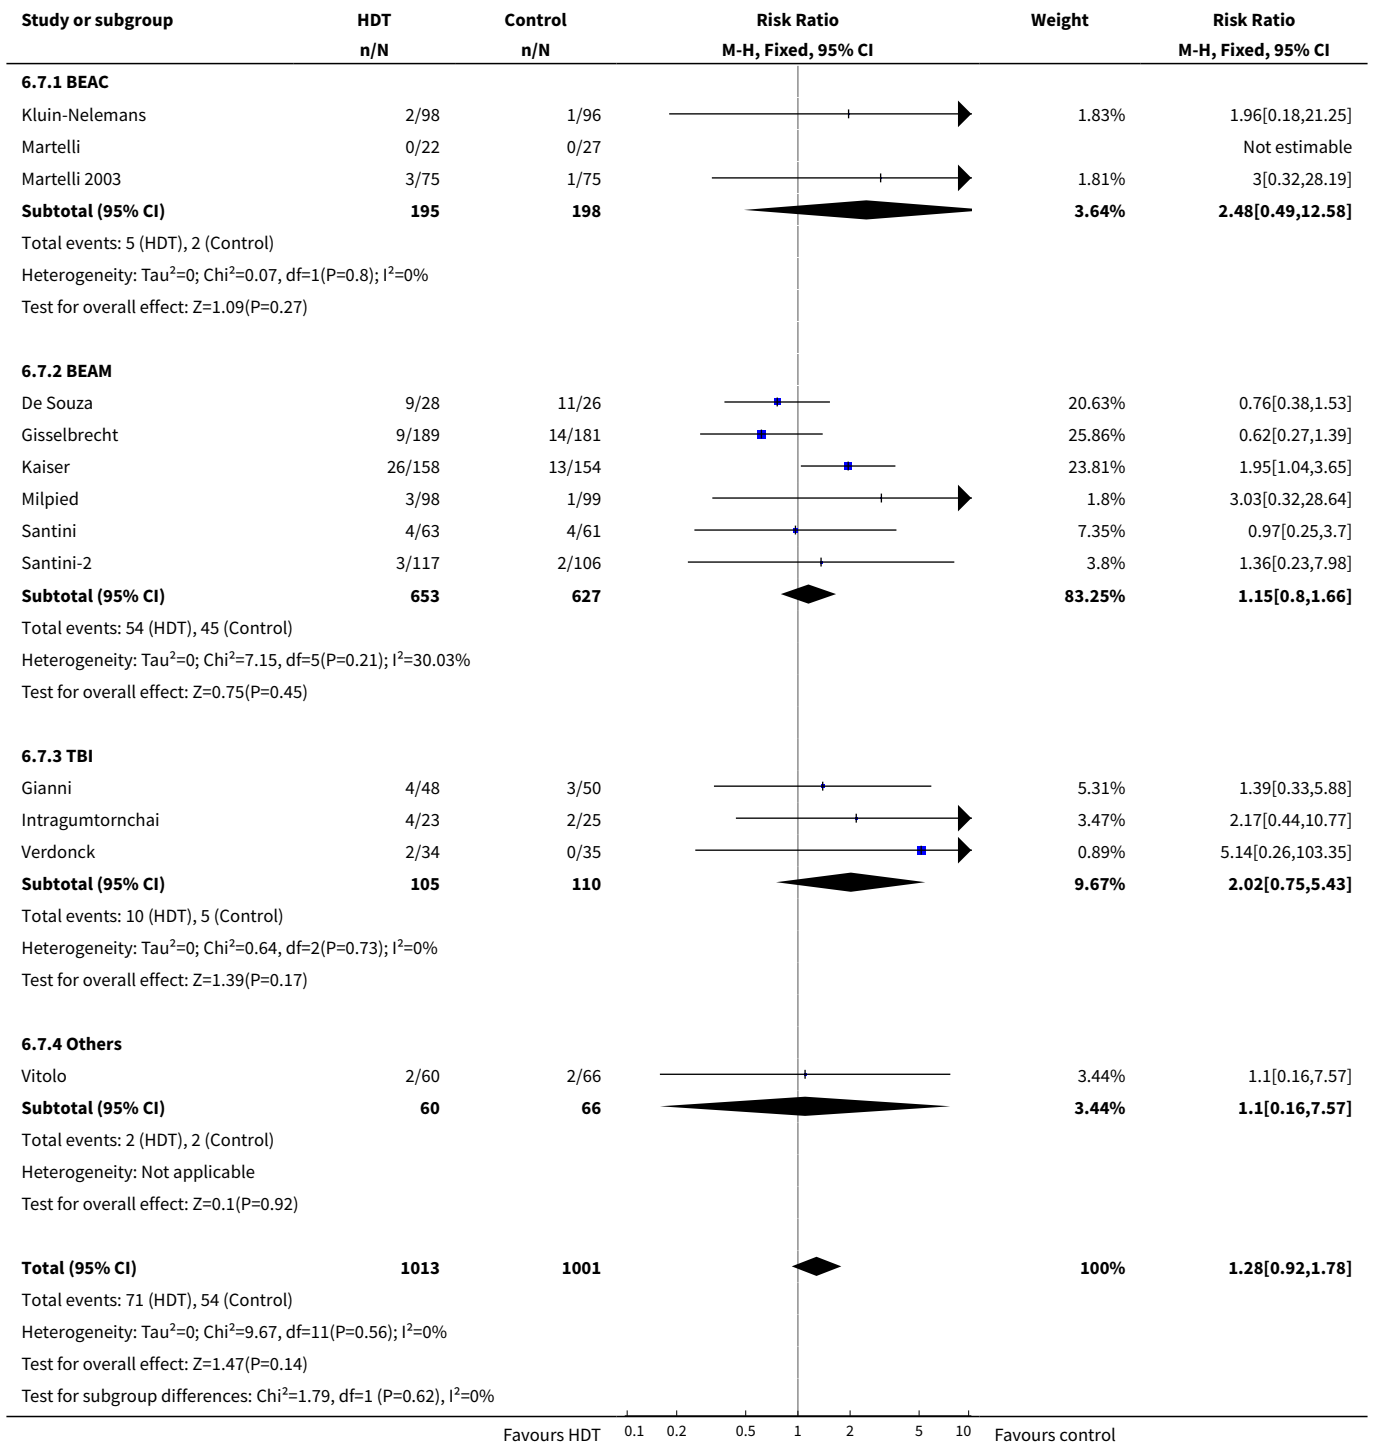 Study or subgroup HDT Control Risk Ratio Weight Risk Ratio
n/N n/N M-H, Fixed, 95% CI M-H, Fixed, 95% CI
6.7.1 BEAC
Kluin-Nelemans 2/98 1/96 1.83% 1.96[0.18,21.25]
Martelli 0/22 0/27 Not estimable
Martelli 2003 3/75 1/75 1.81% 3[0.32,28.19]
Subtotal (95% CI) 195 198 3.64% 2.48[0.49,12.58]
Total events: 5 (HDT), 2 (Control)
Heterogeneity: Tau²=0; Chi²=0.07, df=1(P=0.8); I²=0%
Test for overall effect: Z=1.09(P=0.27)
6.7.2 BEAM
De Souza 9/28 11/26 20.63% 0.76[0.38,1.53]
Gisselbrecht 9/189 14/181 25.86% 0.62[0.27,1.39]
Kaiser 26/158 13/154 23.81% 1.95[1.04,3.65]
Milpied 3/98 1/99 1.8% 3.03[0.32,28.64]
Santini 4/63 4/61 7.35% 0.97[0.25,3.7]
Santini-2 3/117 2/106 3.8% 1.36[0.23,7.98]
Subtotal (95% CI) 653 627 83.25% 1.15[0.8,1.66]
Total events: 54 (HDT), 45 (Control)
Heterogeneity: Tau²=0; Chi²=7.15, df=5(P=0.21); I²=30.03%
Test for overall effect: Z=0.75(P=0.45)
6.7.3 TBI
Gianni 4/48 3/50 5.31% 1.39[0.33,5.88]
Intragumtornchai 4/23 2/25 3.47% 2.17[0.44,10.77]
Verdonck 2/34 0/35 0.89% 5.14[0.26,103.35]
Subtotal (95% CI) 105 110 9.67% 2.02[0.75,5.43]
Total events: 10 (HDT), 5 (Control)
Heterogeneity: Tau²=0; Chi²=0.64, df=2(P=0.73); I²=0%
Test for overall effect: Z=1.39(P=0.17)
6.7.4 Others
Vitolo 2/60 2/66 3.44% 1.1[0.16,7.57]
Subtotal (95% CI) 60 66 3.44% 1.1[0.16,7.57]
Total events: 2 (HDT), 2 (Control)
Heterogeneity: Not applicable
Test for overall effect: Z=0.1(P=0.92)
Total (95% CI) 1013 1001 100% 1.28[0.92,1.78]
Total events: 71 (HDT), 54 (Control)
Heterogeneity: Tau²=0; Chi²=9.67, df=11(P=0.56); I²=0%
Test for overall effect: Z=1.47(P=0.14)
Test for subgroup differences: Chi²=1.79, df=1 (P=0.62), I²=0%
Favours HDT 0.1 0.2 0.5 1 2 5 10 Favours control